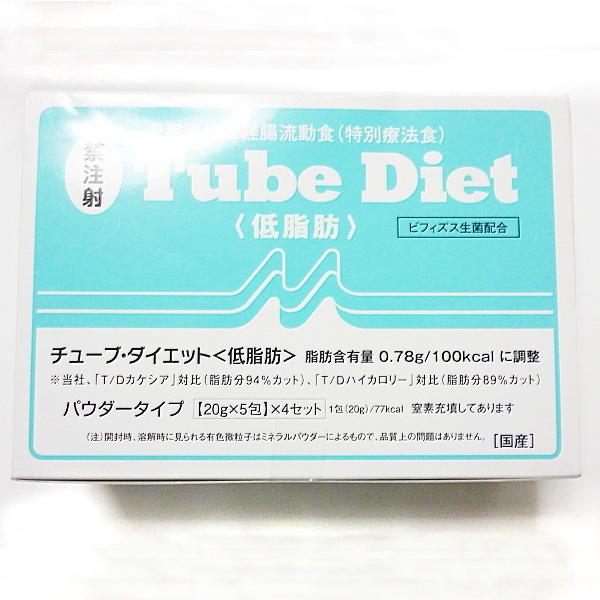 禁注射
経腸流動食(特別療法食)
Tube Diet
〈低脂肪〉
ビフィズス生菌配合
チューブ・ダイエット<低脂肪> 脂肪含有量 0.78g/100kcal に調整
※当社、「T/Dカケシア」対比(脂肪分94%カット)、「T/Dハイカロリー」対比(脂肪分89%カット)
パウダータイプ 【20g×5包】×4セット 1包(20g)/77kcal 窒素充填してあります
(注)開封時、溶解時に見られる有色微粒子はミネラルパウダーによるもので、品質上の問題はありません。
[国産]